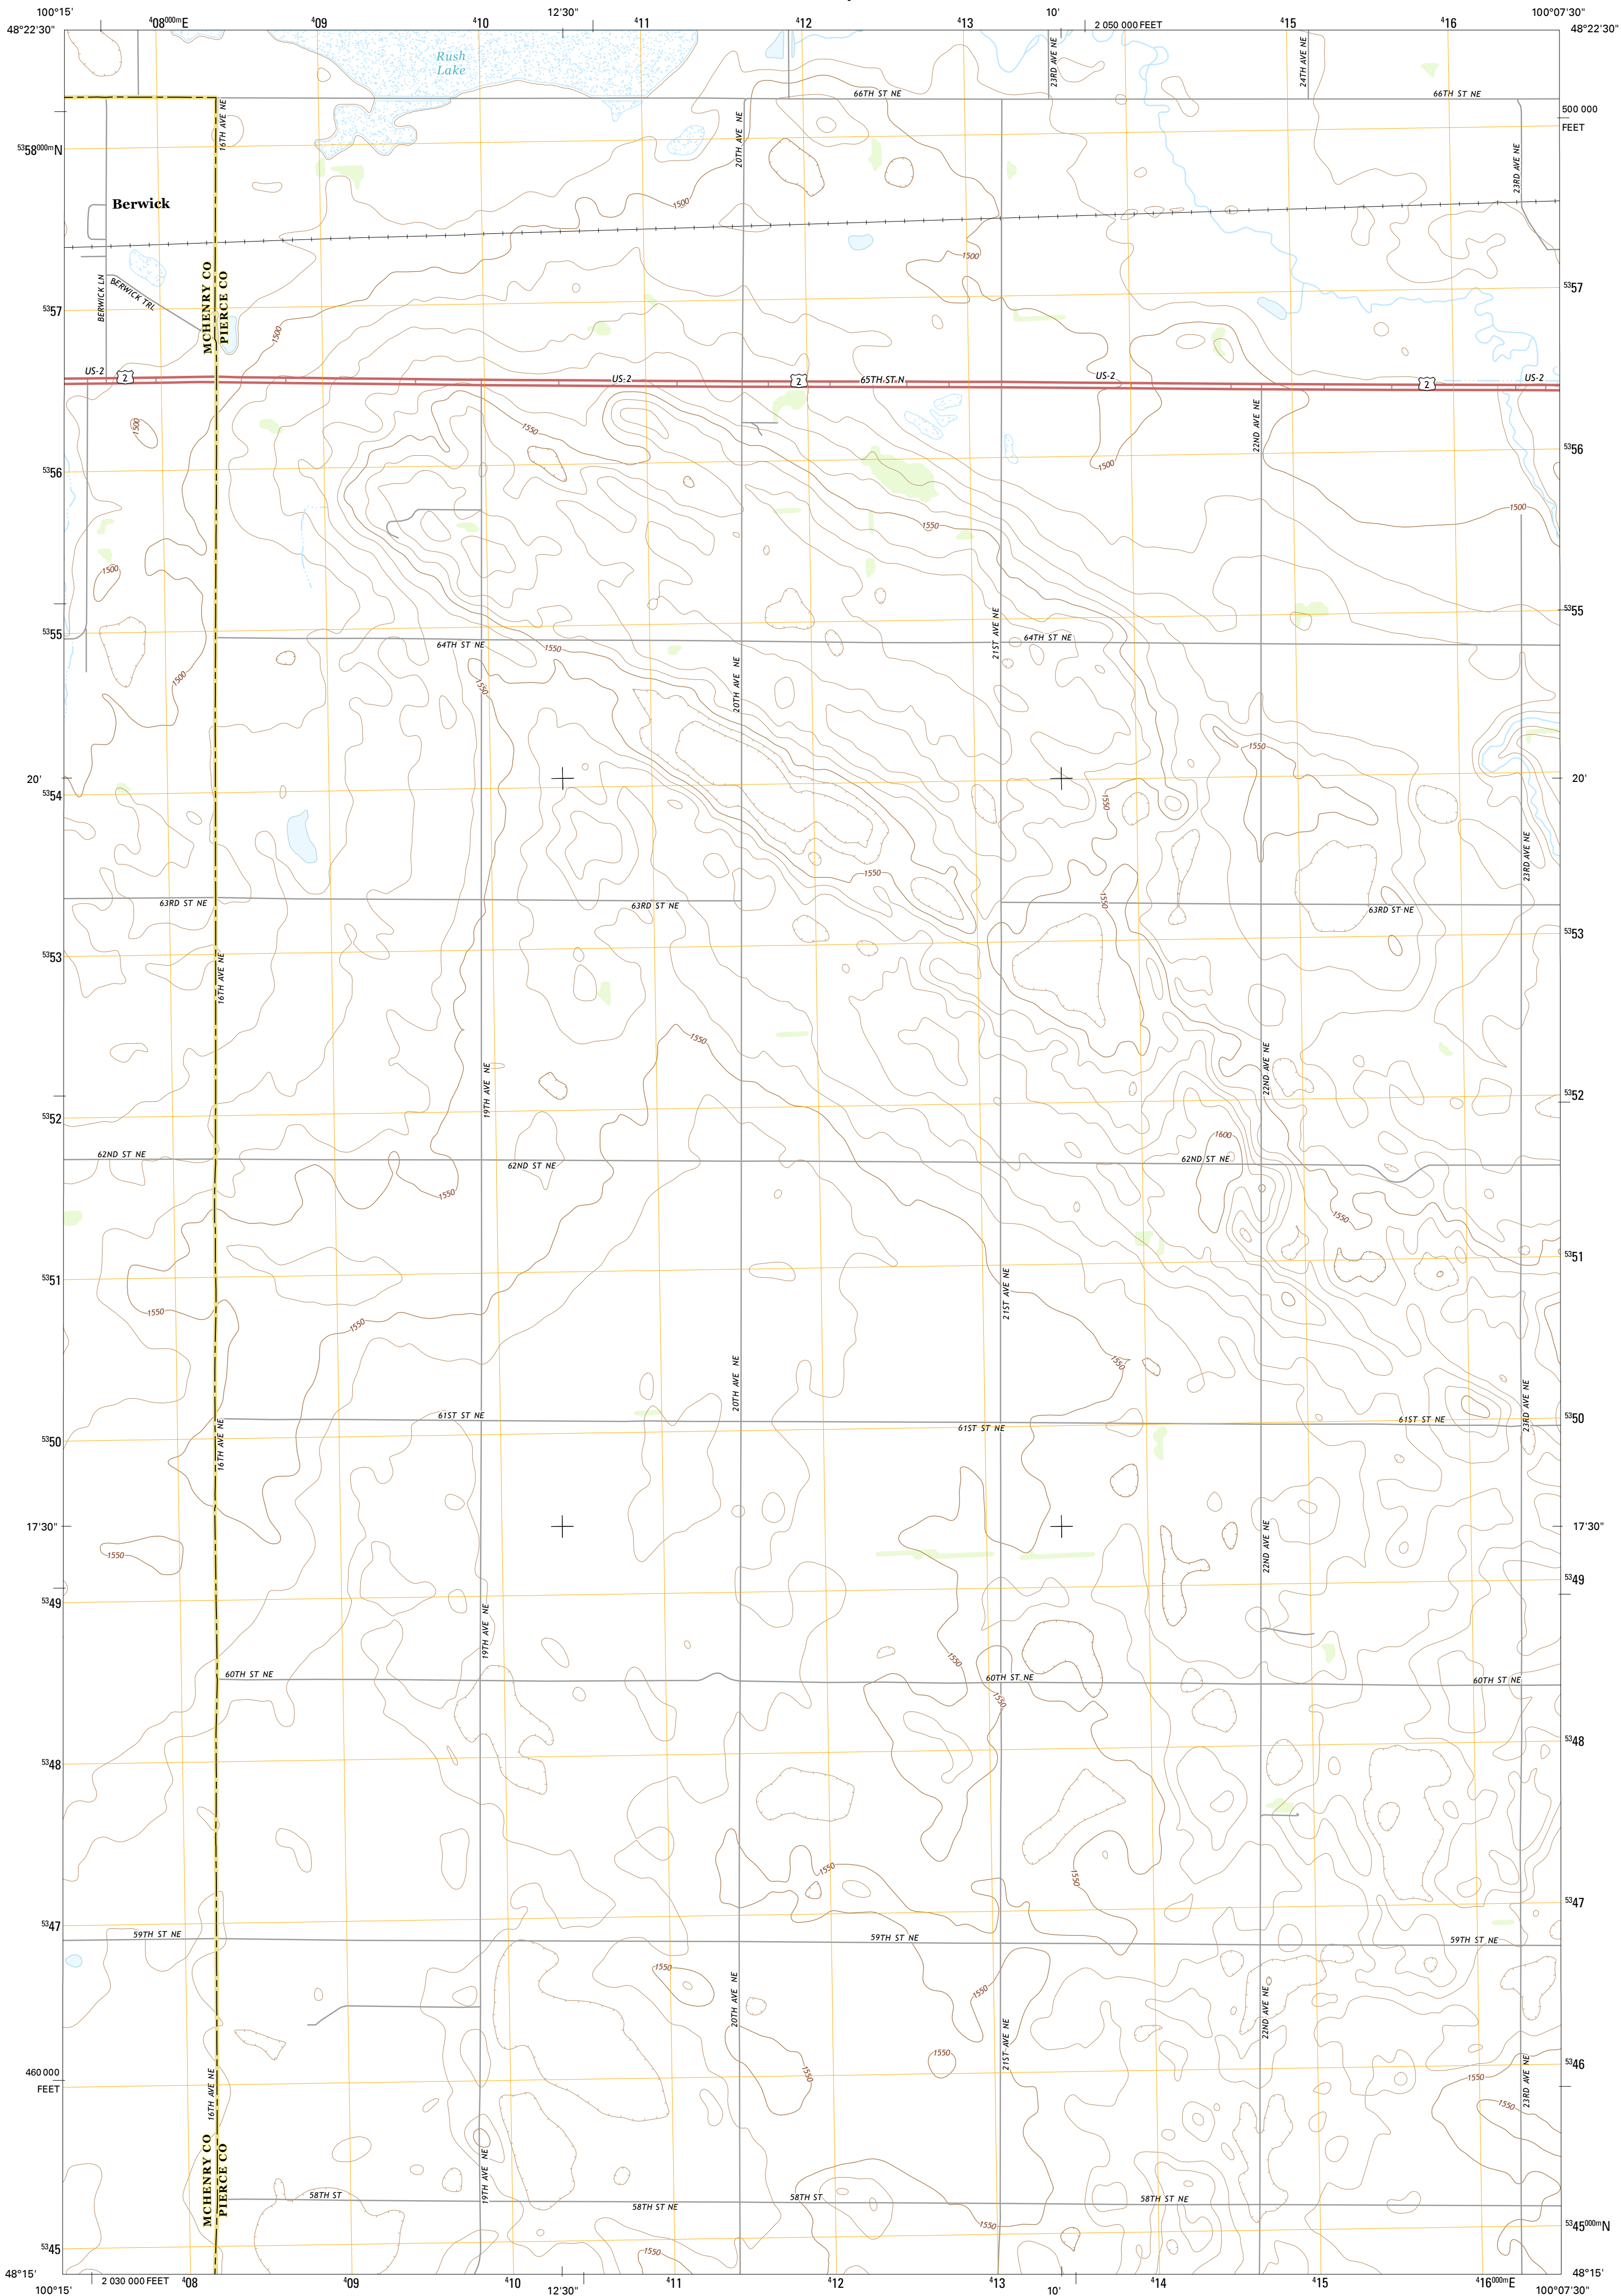 100°15'
⁴08⁰⁰⁰ᵐE
⁴09
⁴10
12'30"
⁴11
⁴12
⁴13
10'
2 050 000 FEET
⁴15
⁴16
100°07'30"
48°22'30"
48°22'30"
Rush
Lake
23RD AVE NE
24TH AVE NE
66TH ST NE
66TH ST NE
500 000
FEET
16TH AVE NE
20TH AVE NE
23RD AVE NE
⁵³58⁰⁰⁰ᵐN
Berwick
1500
1500
MCHENRY CO
PIERCE CO
BERWICK LN
BERWICK TRL
⁵³57
⁵³57
1500
US-2
2
US-2
2
65TH ST N
US-2
2
US-2
22ND AVE NE
1500
1550
⁵³56
⁵³56
1500
1500
1550
1500
⁵³55
⁵³55
21ST AVE NE
64TH ST NE
1550
64TH ST NE
1500
1550
20TH AVE NE
1550
20'
20'
⁵³54
1550
23RD AVE NE
1550
1550
63RD ST NE
63RD ST NE
63RD ST NE
⁵³53
⁵³53
16TH AVE NE
1550
19TH AVE NE
22ND AVE NE
⁵³52
⁵³52
1600
62ND ST NE
62ND ST NE
62ND ST NE
1550
1550
⁵³51
⁵³51
21ST AVE NE
1550
1550
1550
20TH AVE NE
23RD AVE NE
61ST ST NE
61ST ST NE
61ST ST NE
⁵³50
⁵³50
16TH AVE NE
17'30"
17'30"
1550
22ND AVE NE
⁵³49
⁵³49
19TH AVE NE
1550
60TH ST NE
60TH ST NE
60TH ST NE
1550
⁵³48
⁵³48
1550
1550
⁵³47
⁵³47
59TH ST NE
59TH ST NE
59TH ST NE
1550
1550
20TH AVE NE
22ND AVE NE
21ST AVE NE
1550
1550
⁵³46
460 000
FEET
16TH AVE NE
1550
1550
23RD AVE NE
MCHENRY CO
PIERCE CO
19TH AVE NE
58TH ST
58TH ST NE
58TH ST
58TH ST NE
1550
⁵³45⁰⁰⁰ᵐN
⁵³45
1550
48°15'
48°15'
100°15'
2 030 000 FEET
⁴08
⁴09
⁴10
12'30"
⁴11
⁴12
⁴13
10'
⁴14
⁴15
⁴16⁰⁰⁰ᵐE
100°07'30"